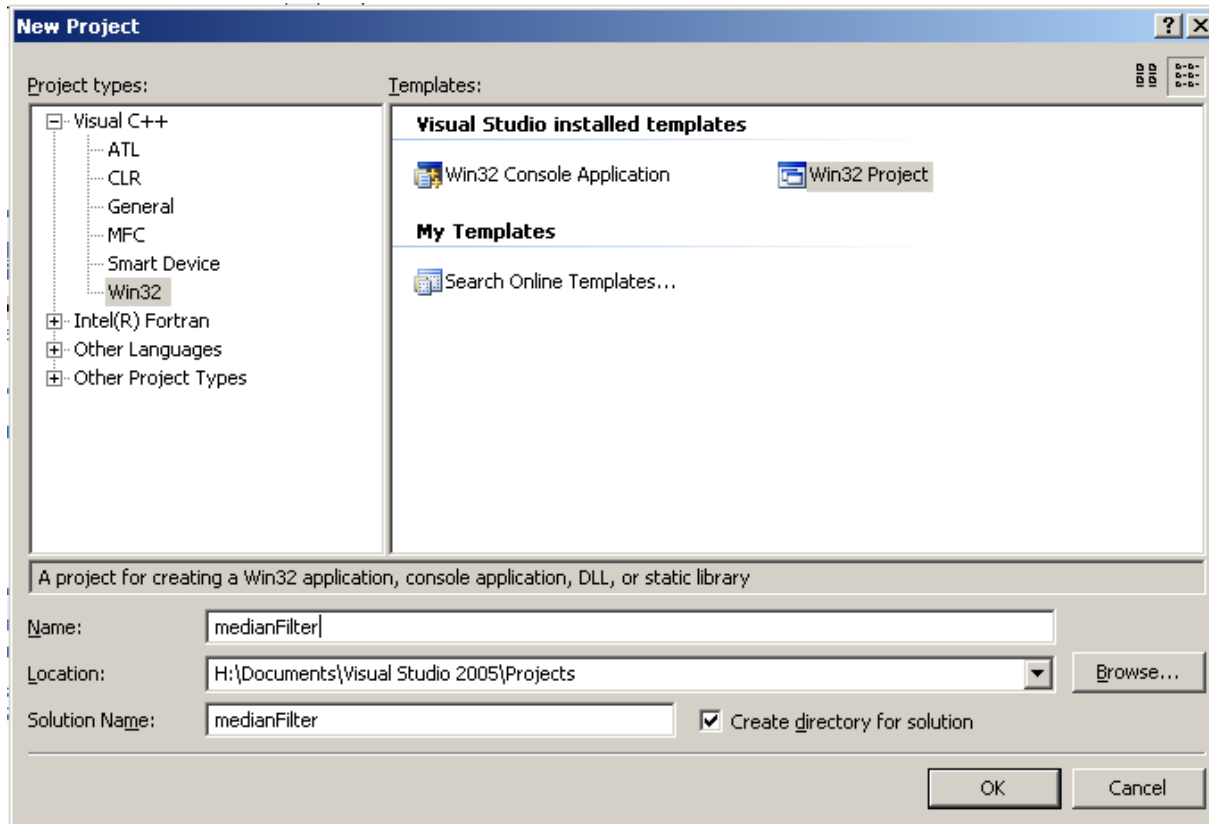 New Project
Project types:
Templates:
Visual C++
ATL
CLR
General
MFC
Smart Device
Win32
Intel(R) Fortran
Other Languages
Other Project Types
Visual Studio installed templates
Win32 Console Application
Win32 Project
My Templates
Search Online Templates...
A project for creating a Win32 application, console application, DLL, or static library
Name:
medianFilter
Location:
H:\Documents\Visual Studio 2005\Projects
Browse...
Solution Name:
medianFilter
Create directory for solution
OK
Cancel